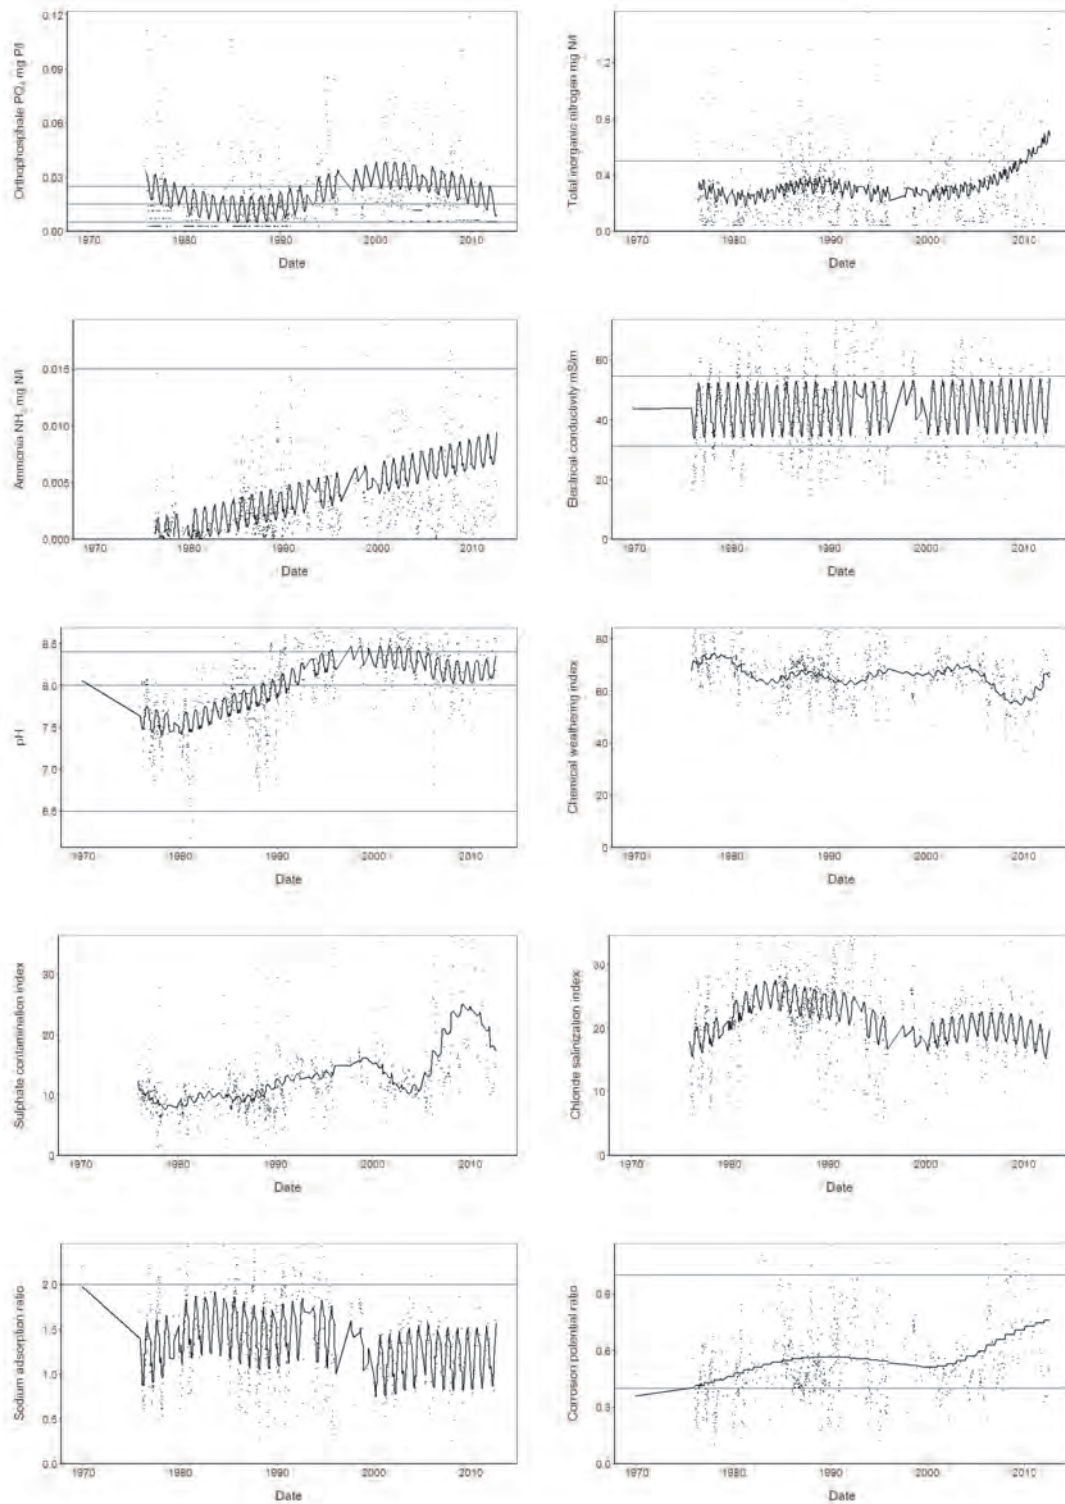 Orthophosphate PO₄ mg P/l
0.12
0.09
0.06
0.03
0.00
1970 1980 1990 2000 2010
Date
Total inorganic nitrogen mg N/l
1.2
0.8
0.4
0.0
1970 1980 1990 2000 2010
Date
Ammonia NH₃ mg N/l
0.015
0.010
0.005
0.000
1970 1980 1990 2000 2010
Date
Electrical conductivity mS/m
60
40
20
0
1970 1980 1990 2000 2010
Date
pH
8.5
8.0
7.5
7.0
6.5
1970 1980 1990 2000 2010
Date
Chemical weathering index
80
60
40
20
0
1970 1980 1990 2000 2010
Date
Sulphate contamination index
30
20
10
0
1970 1980 1990 2000 2010
Date
Chloride salinization index
30
20
10
0
1970 1980 1990 2000 2010
Date
Sodium adsorption ratio
2.0
1.5
1.0
0.5
0.0
1970 1980 1990 2000 2010
Date
Corrosion potential ratio
0.9
0.6
0.3
0.0
1970 1980 1990 2000 2010
Date